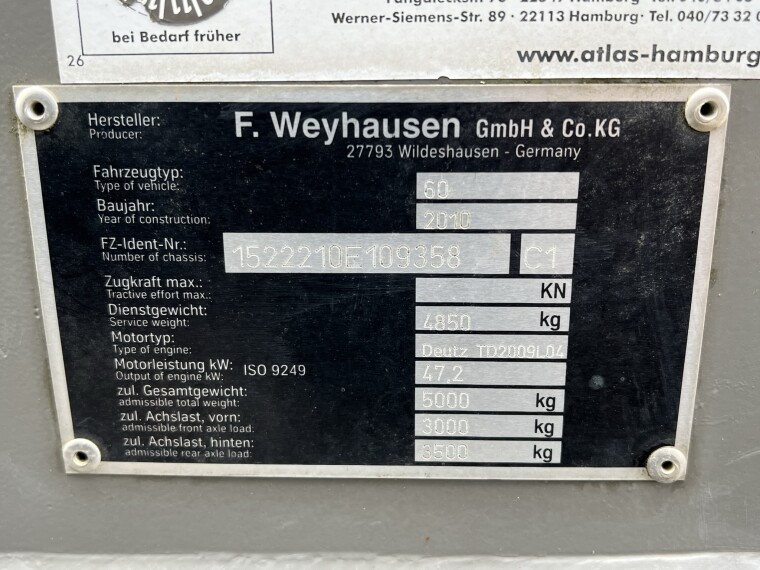 bei Bedarf früher
26
Werner-Siemens-Str. 89 · 22113 Hamburg · Tel. 040/73 32 0
www.atlas-hamburg
Hersteller: F. Weyhausen GmbH & Co.KG
Producer:
27793 Wildeshausen - Germany
Fahrzeugtyp:
Type of vehicle: 60
Baujahr:
Year of construction: 2010
FZ-Ident-Nr.:
Number of chassis: 1522210E109358 C1
Zugkraft max.:
Tractive effort max.: KN
Dienstgewicht:
Service weight: 4850 kg
Motortyp:
Type of engine: Deutz TD2009L04
Motorleistung kW: ISO 9249
Output of engine kW: 47,2
zul. Gesamtgewicht:
admissible total weight: 5000 kg
zul. Achslast, vorn:
admissible front axle load: 3000 kg
zul. Achslast, hinten:
admissible rear axle load: 3500 kg